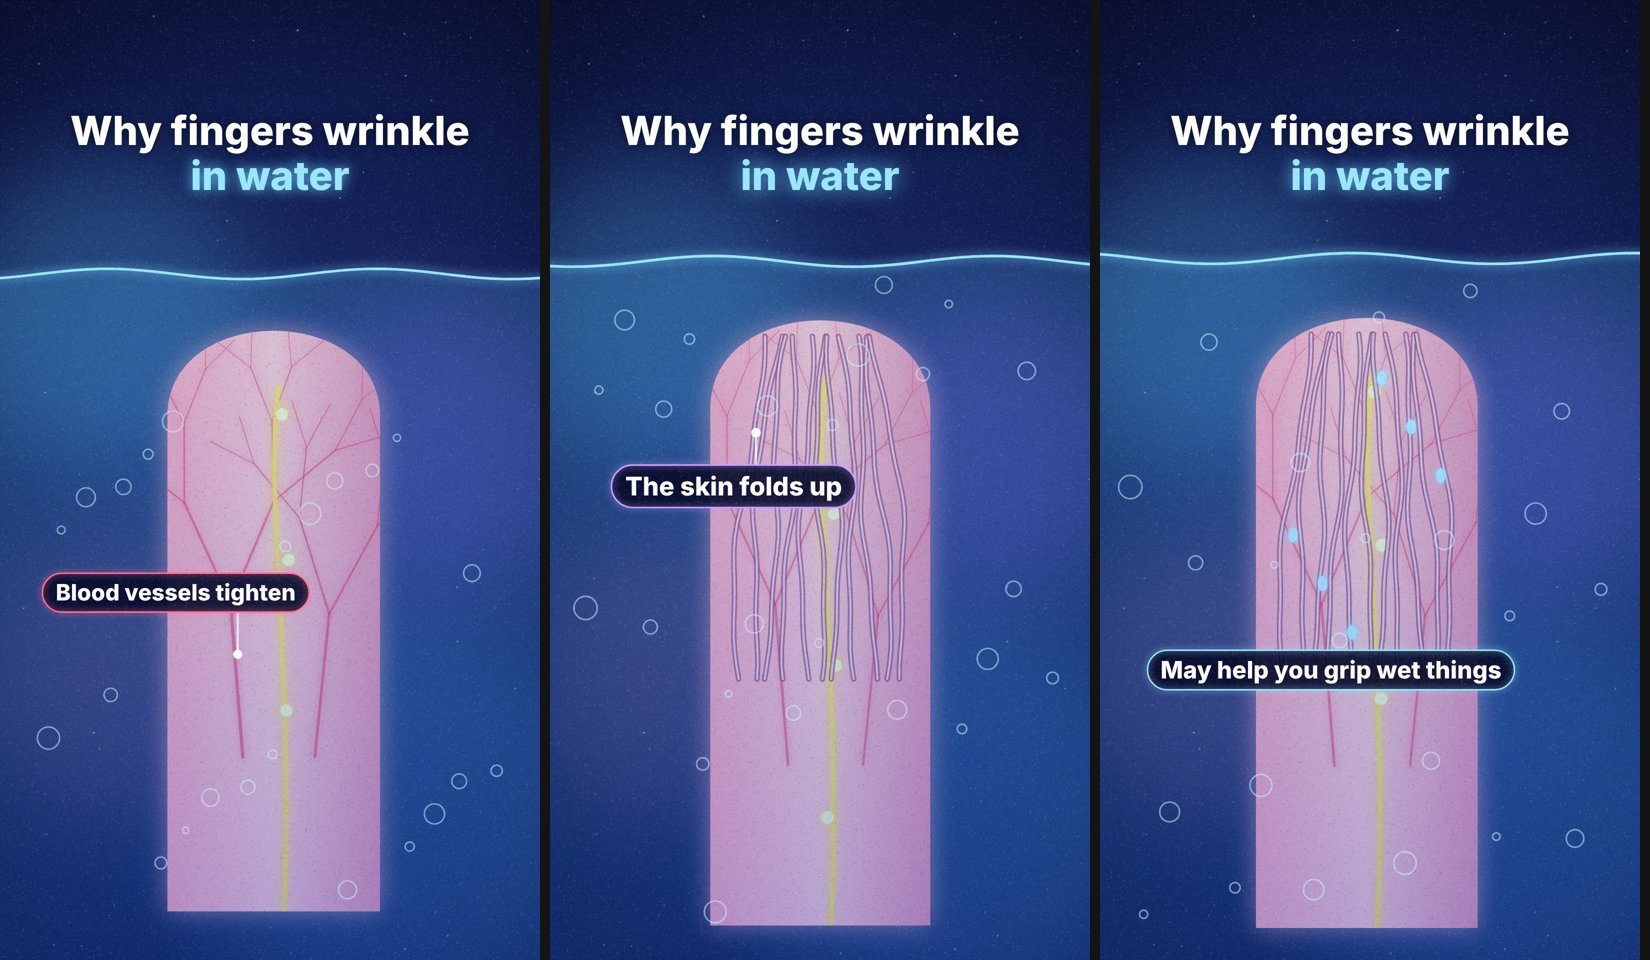 Why fingers wrinkle
in water
Blood vessels tighten
Why fingers wrinkle
in water
The skin folds up
Why fingers wrinkle
in water
May help you grip wet things